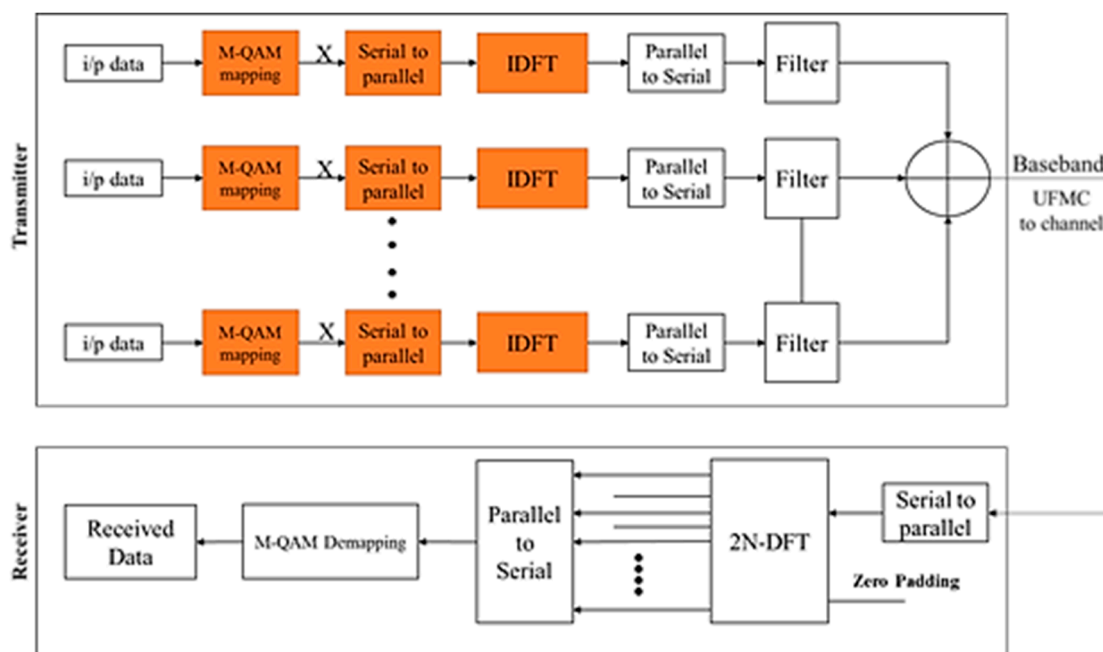 Transmitter
i/p data
M-QAM
mapping
X
Serial to
parallel
IDFT
Parallel
to Serial
Filter
i/p data
M-QAM
mapping
X
Serial to
parallel
IDFT
Parallel
to Serial
Filter
Baseband
UFMC
to channel
i/p data
M-QAM
mapping
X
Serial to
parallel
IDFT
Parallel
to Serial
Filter
Receiver
Received
Data
M-QAM Demapping
Parallel
to
Serial
2N-DFT
Serial to
parallel
Zero Padding